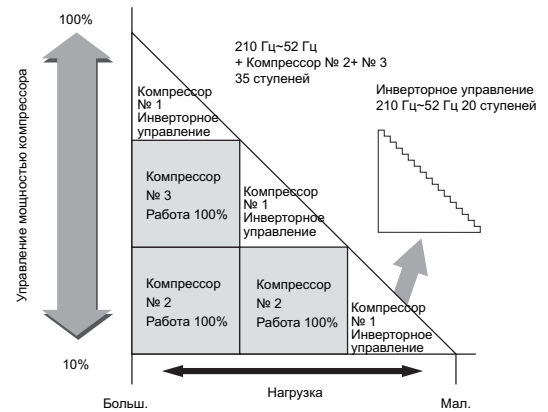 100%
210 Гц~52 Гц
+ Компрессор № 2+ № 3
35 ступеней
Инверторное управление
210 Гц~52 Гц 20 ступеней
Управление мощностью компрессора
Компрессор
№ 1
Инверторное
управление
Компрессор
№ 3
Работа 100%
Компрессор
№ 1
Инверторное
управление
Компрессор
№ 2
Работа 100%
Компрессор
№ 2
Работа 100%
Компрессор
№ 1
Инверторное
управление
10%
Нагрузка
Больш.
Мал.